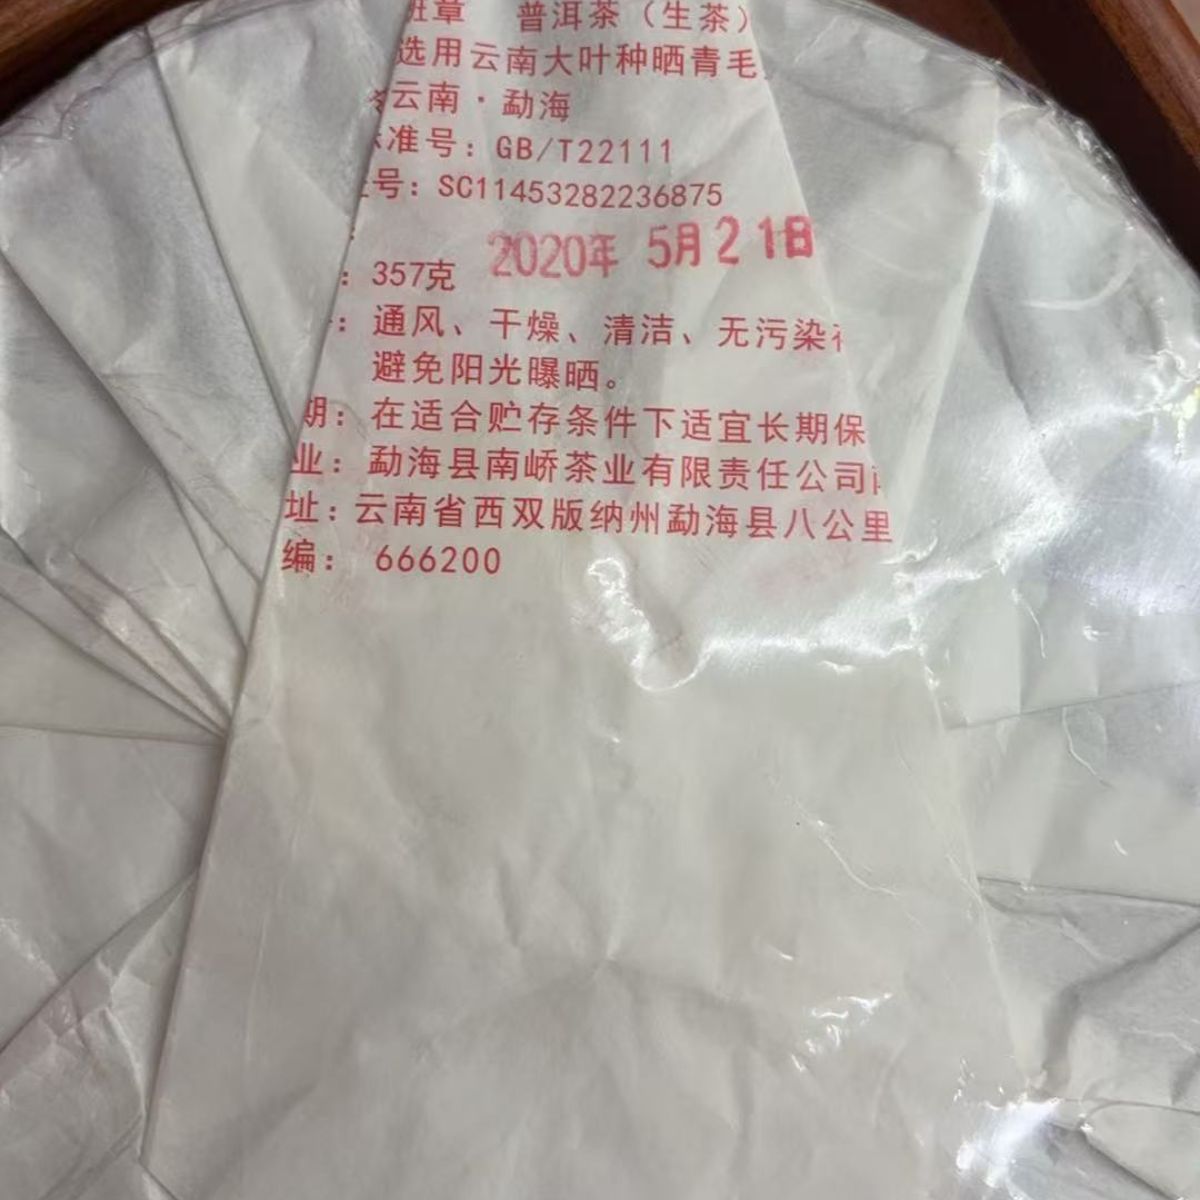 班章 普洱茶（生茶）
选用云南大叶种晒青毛
云南·勐海
准号：GB/T22111
号：SC11453282236875
2020年 5月21日
：357克
：通风、干燥、清洁、无污染
避免阳光曝晒。
期：在适合贮存条件下适宜长期保
业：勐海县南峤茶业有限责任公司
址：云南省西双版纳州勐海县八公里
编： 666200